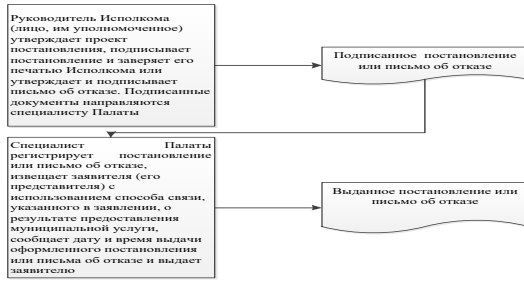 Руководитель Исполкома
(лицо, им уполномоченное)
утверждает проект
постановления, подписывает
постановление и заверяет его
печатью Исполкома или
утверждает и подписывает
письмо об отказе. Подписанные
документы направляются
специалисту Палаты
Подписанное постановление
или письмо об отказе
Специалист Палаты
регистрирует постановление
или письмо об отказе,
извещает заявителя (его
представителя) с
использованием способа связи,
указанного в заявлении, о
результате предоставления
муниципальной услуги,
сообщает дату и время выдачи
оформленного постановления
или письма об отказе и выдает
заявителю
Выданное постановление или
письмо об отказе